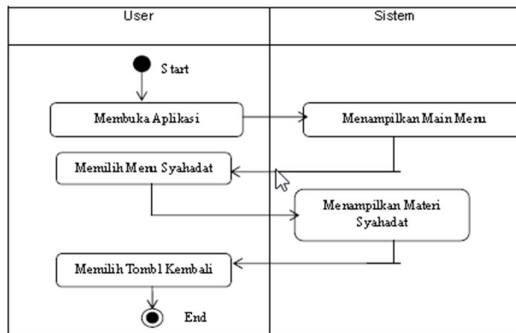 User
Sistem
Start
Membuka Aplikasi
Menampilkan Main Menu
Memilih Menu Syahadat
Menampilkan Materi
Syahadat
Memilih Tombl Kembali
End